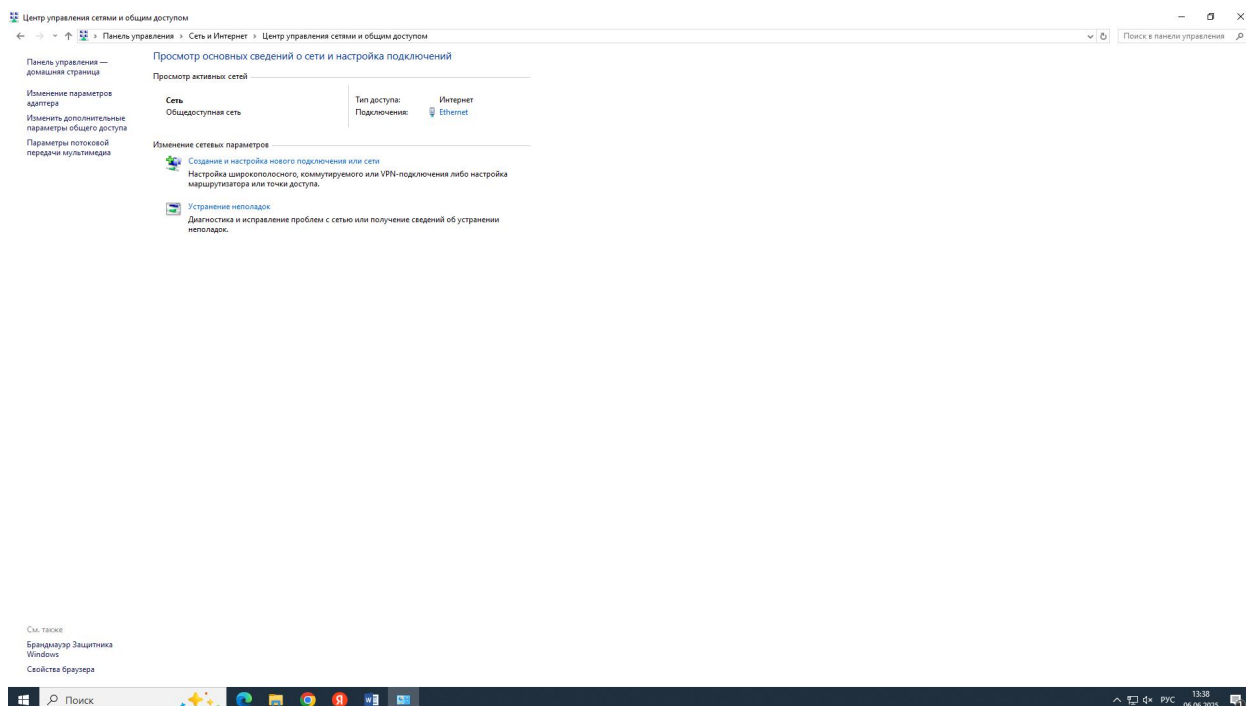 Центр управления сетями и общим доступом
Панель управления › Сеть и Интернет › Центр управления сетями и общим доступом
Поиск в панели управления
Панель управления —
домашняя страница
Изменение параметров
адаптера
Изменить дополнительные
параметры общего доступа
Параметры потоковой
передачи мультимедиа
Просмотр основных сведений о сети и настройка подключений
Просмотр активных сетей
Сеть
Общедоступная сеть
Тип доступа: Интернет
Подключения: Ethernet
Изменение сетевых параметров
Создание и настройка нового подключения или сети
Настройка широкополосного, коммутируемого или VPN-подключения либо настройка
маршрутизатора или точки доступа.
Устранение неполадок
Диагностика и исправление проблем с сетью или получение сведений об устранении
неполадок.
См. также
Брандмауэр Защитника
Windows
Свойства браузера
Поиск
Я
W
РУС
13:38
06.06.2025